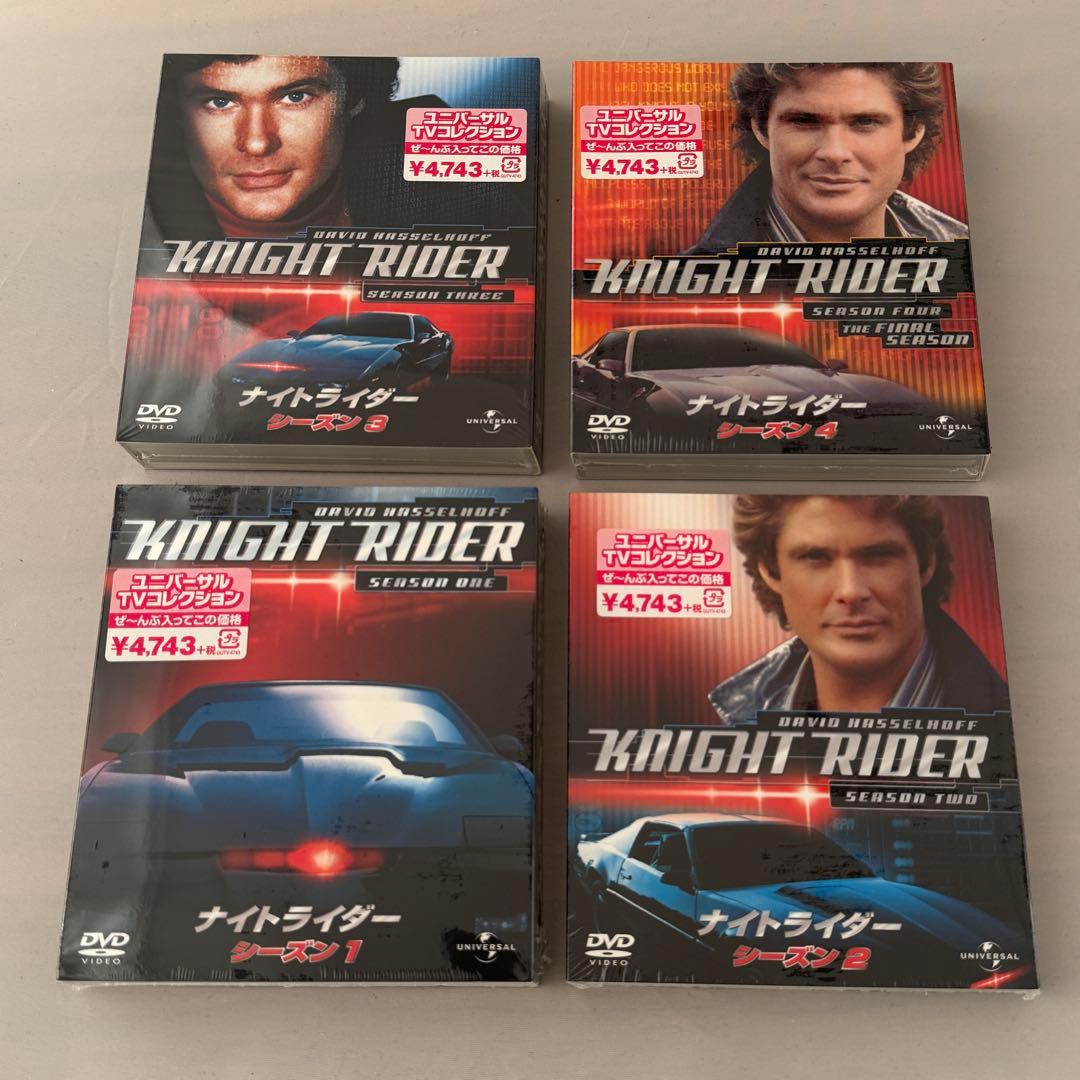 ユニバーサル
TVコレクション
ぜ〜んぶ入ってこの価格
¥4,743+税
DAVID HASSELHOFF
KNIGHT RIDER
SEASON THREE
ナイトライダー
シーズン3
DVD
VIDEO
UNIVERSAL
DANGEROUS WORLD
WHO DOES NOT EXIST
ユニバーサル
TVコレクション
ぜ〜んぶ入ってこの価格
¥4,743+税
DAVID HASSELHOFF
KNIGHT RIDER
SEASON FOUR
THE FINAL
SEASON
ナイトライダー
シーズン4
DVD
VIDEO
UNIVERSAL
DAVID HASSELHOFF
KNIGHT RIDER
SEASON ONE
ユニバーサル
TVコレクション
ぜ〜んぶ入ってこの価格
¥4,743+税
ナイトライダー
シーズン1
DVD
VIDEO
UNIVERSAL
ユニバーサル
TVコレクション
ぜ〜んぶ入ってこの価格
¥4,743+税
DAVID HASSELHOFF
KNIGHT RIDER
SEASON TWO
ナイトライダー
シーズン2
DVD
VIDEO
UNIVERSAL